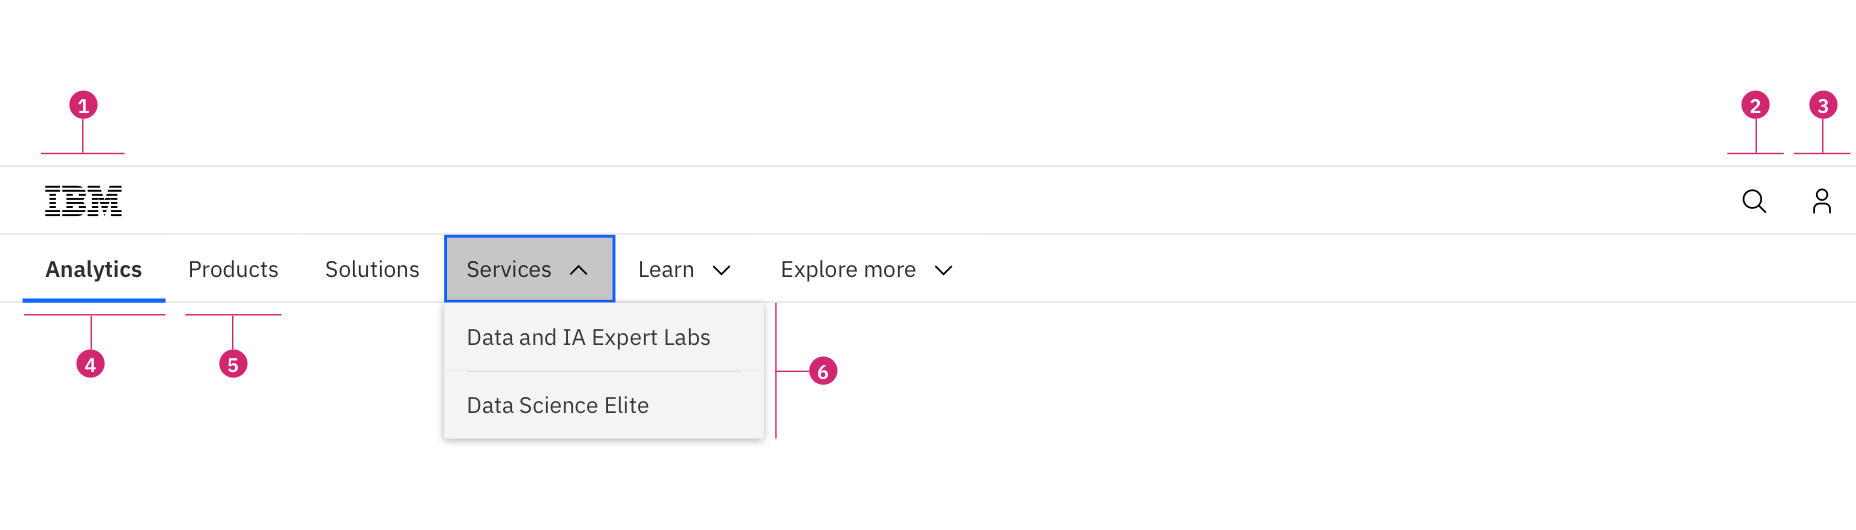 1 2 3
IBM
Analytics Products Solutions Services Learn Explore more
Data and IA Expert Labs
4 5 6
Data Science Elite